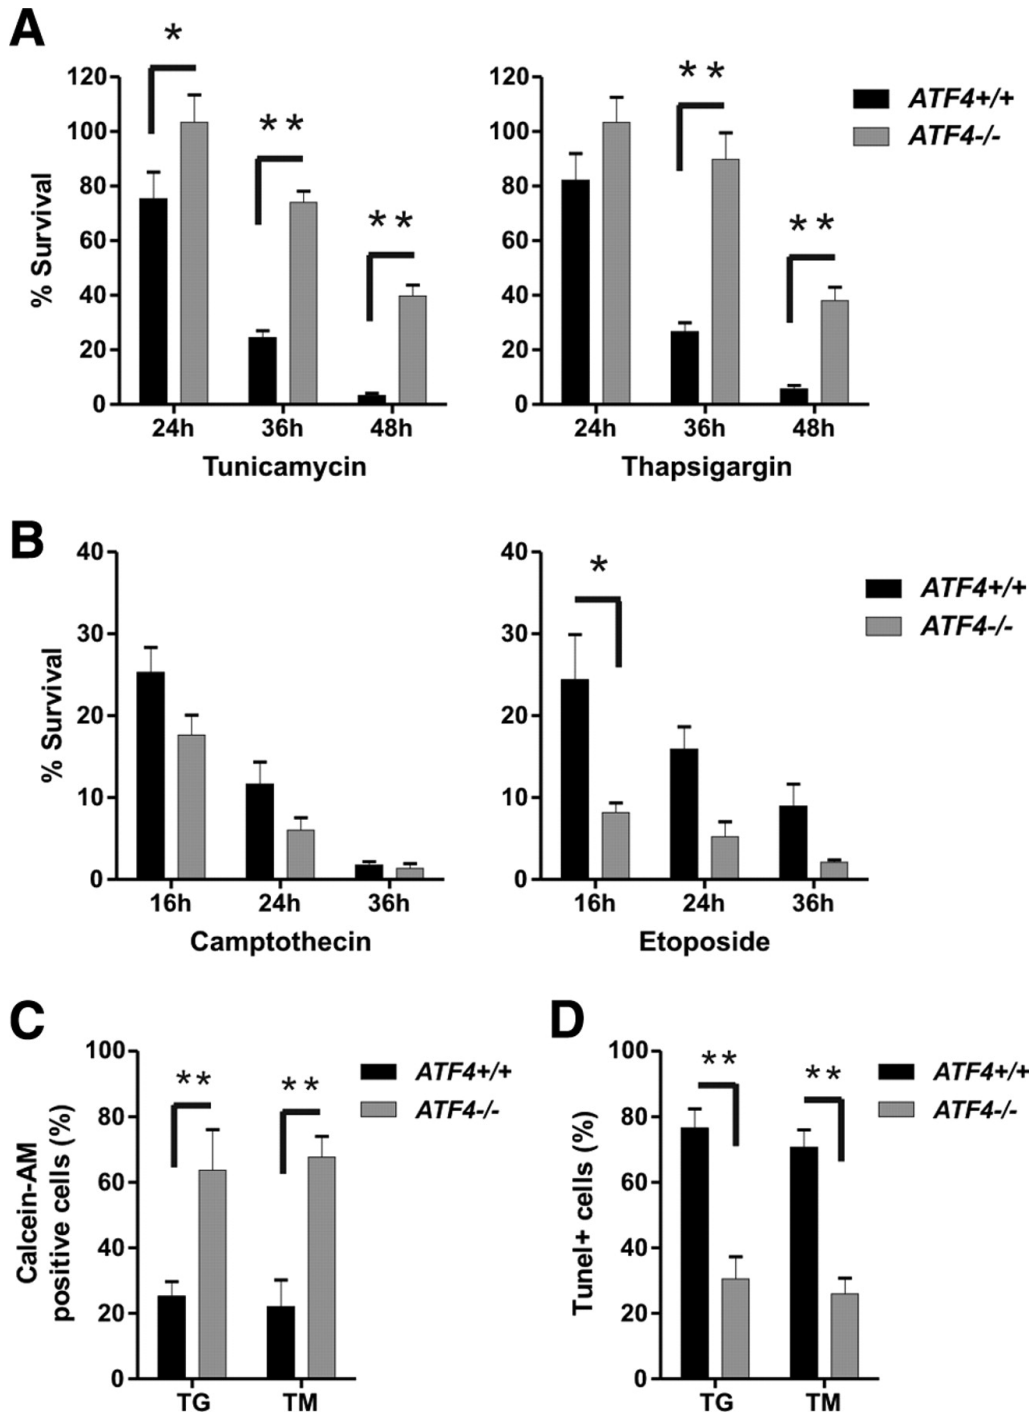 A
% Survival
120
100
80
60
40
20
0
*
**
**
24h 36h 48h
Tunicamycin
120
100
80
60
40
20
0
**
**
24h 36h 48h
Thapsigargin
ATF4+/+
ATF4-/-
B
% Survival
40
30
20
10
0
16h 24h 36h
Camptothecin
40
30
20
10
0
*
16h 24h 36h
Etoposide
ATF4+/+
ATF4-/-
C
Calcein-AM
positive cells (%)
100
80
60
40
20
0
**
**
TG TM
ATF4+/+
ATF4-/-
D
Tunel+ cells (%)
100
80
60
40
20
0
**
**
TG TM
ATF4+/+
ATF4-/-